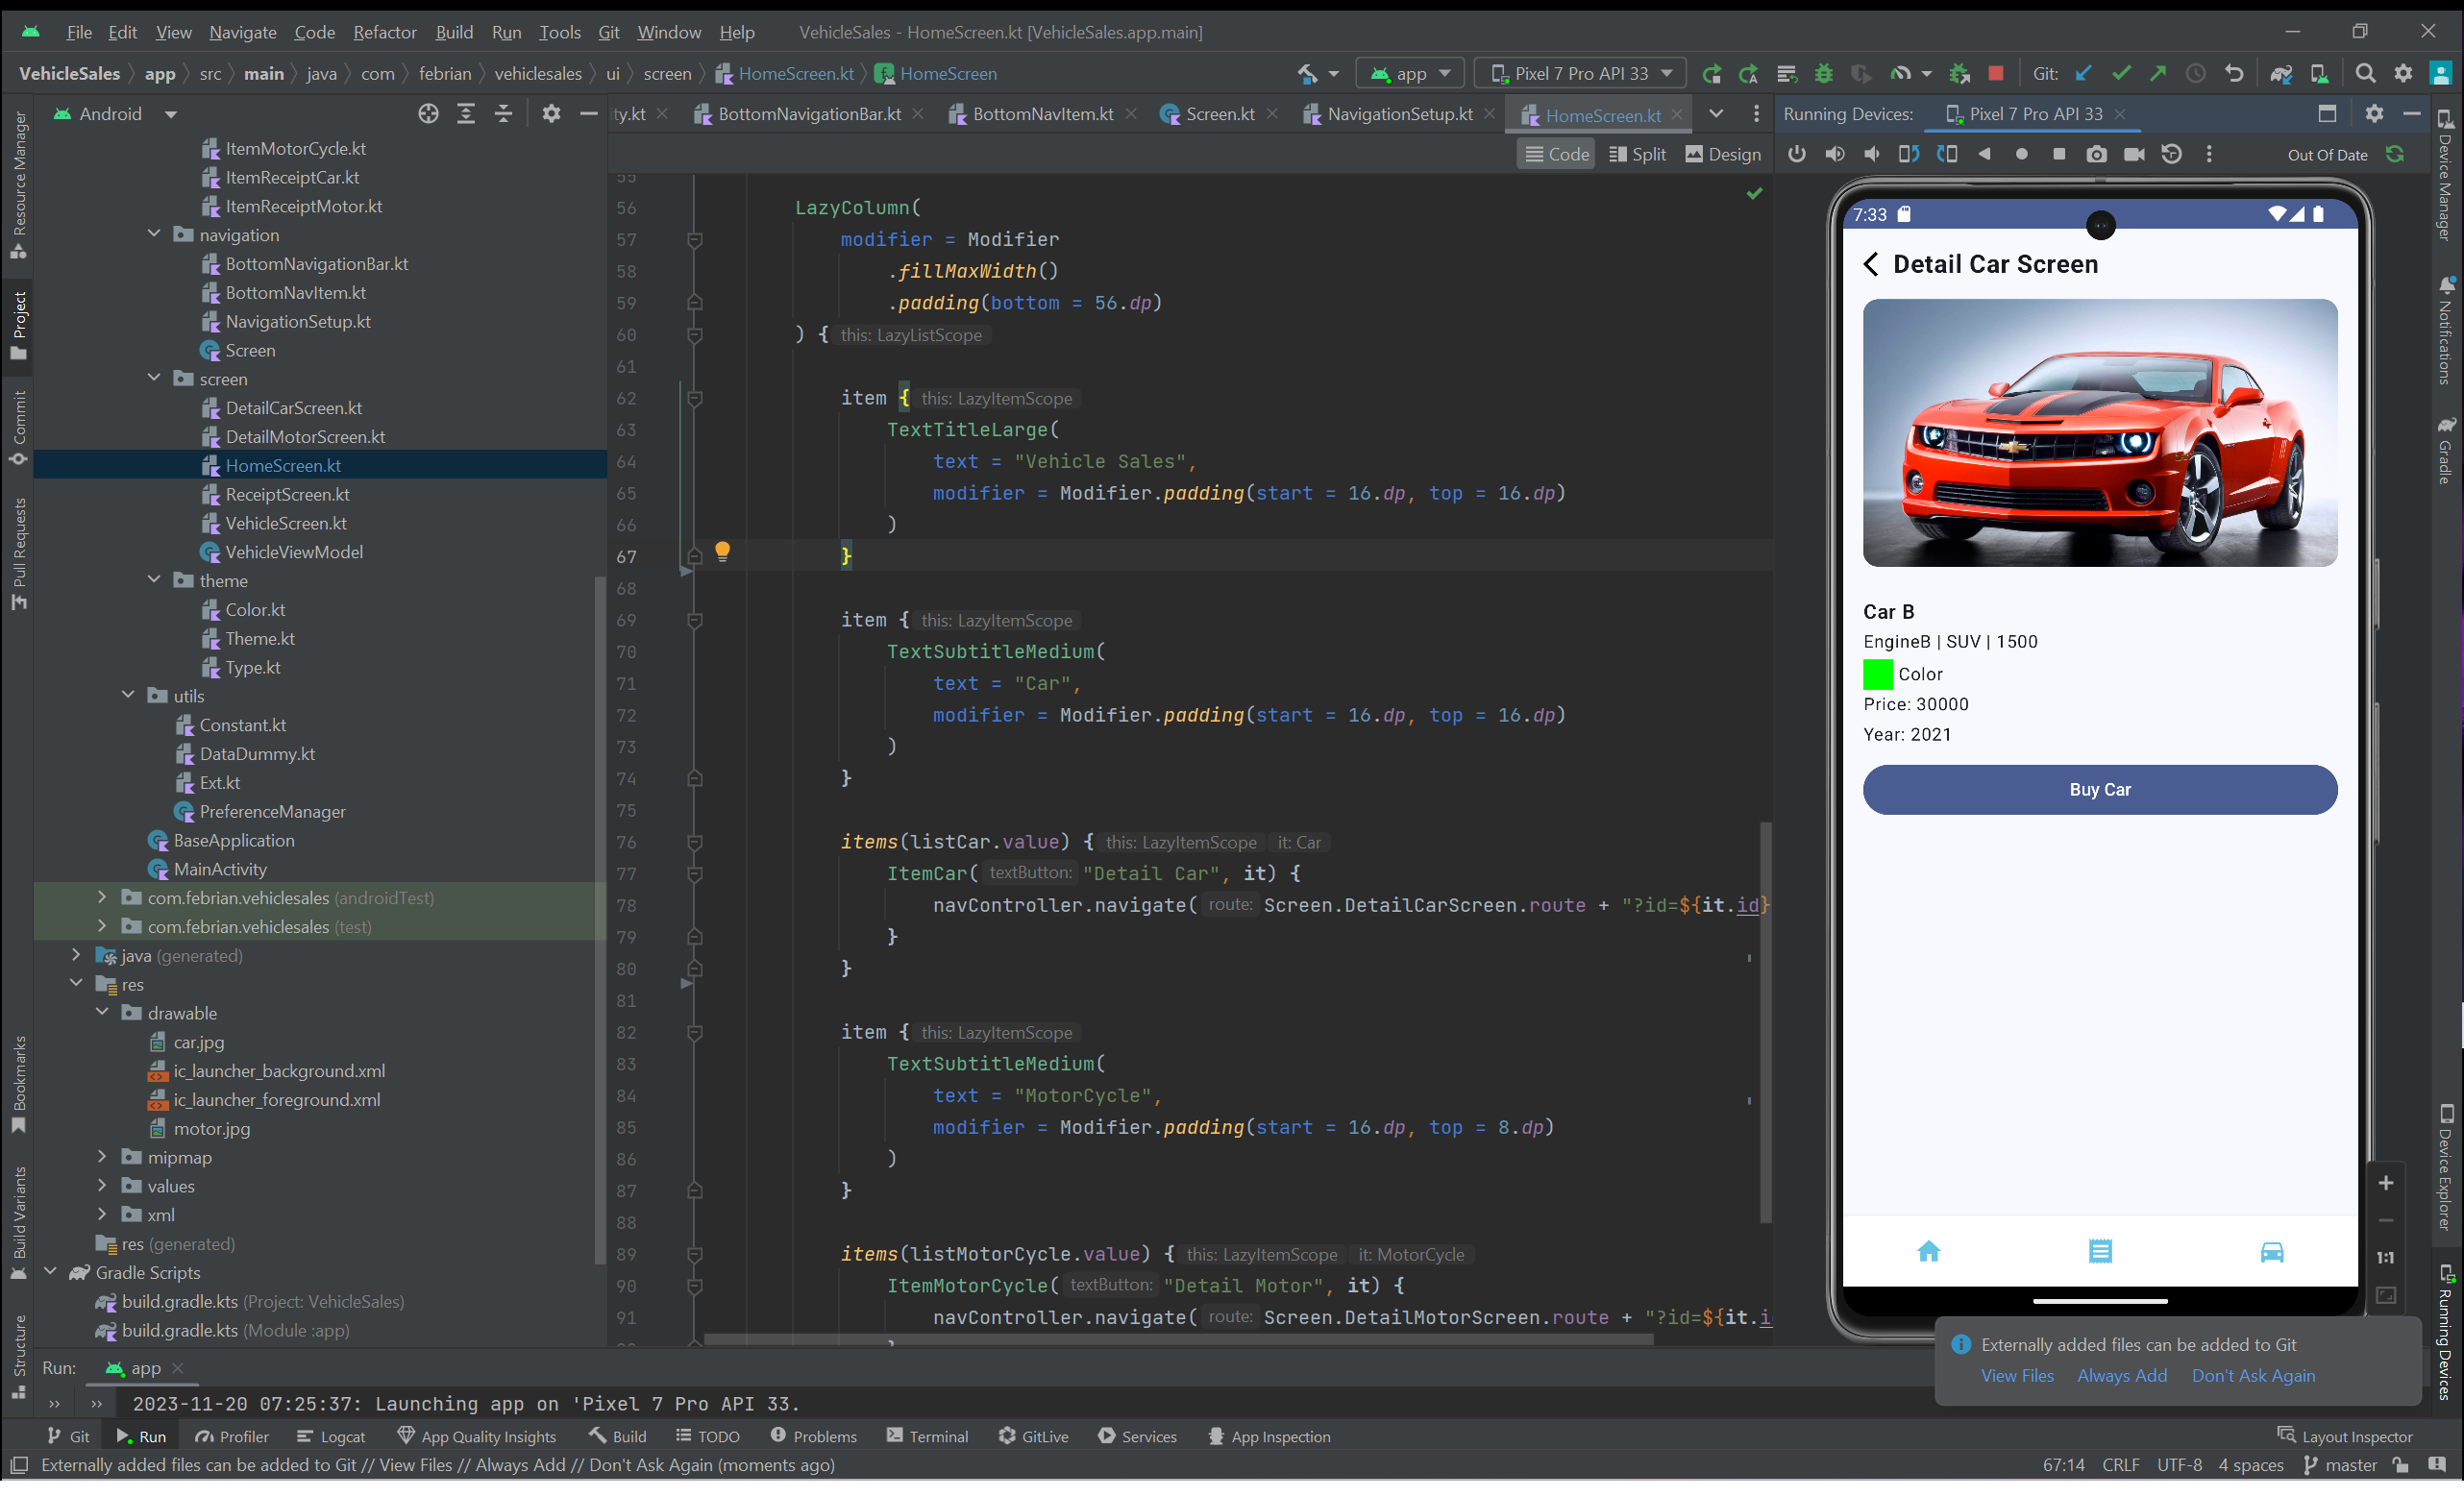 File Edit View Navigate Code Refactor Build Run Tools Git Window Help VehicleSales - HomeScreen.kt [VehicleSales.app.main]
VehicleSales app src main java com febrian vehiclesales ui screen HomeScreen.kt HomeScreen app Pixel 7 Pro API 33 Git:
Android
ty.kt BottomNavigationBar.kt BottomNavItem.kt Screen.kt NavigationSetup.kt HomeScreen.kt
Running Devices: Pixel 7 Pro API 33
Code Split Design
Out Of Date
Resource Manager
Project
Commit
Pull Requests
Bookmarks
Build Variants
Structure
ItemMotorCycle.kt
ItemReceiptCar.kt
ItemReceiptMotor.kt
navigation
BottomNavigationBar.kt
BottomNavItem.kt
NavigationSetup.kt
Screen
screen
DetailCarScreen.kt
DetailMotorScreen.kt
HomeScreen.kt
ReceiptScreen.kt
VehicleScreen.kt
VehicleViewModel
theme
Color.kt
Theme.kt
Type.kt
utils
Constant.kt
DataDummy.kt
Ext.kt
PreferenceManager
BaseApplication
MainActivity
com.febrian.vehiclesales (androidTest)
com.febrian.vehiclesales (test)
java (generated)
res
drawable
car.jpg
ic_launcher_background.xml
ic_launcher_foreground.xml
motor.jpg
mipmap
values
xml
res (generated)
Gradle Scripts
build.gradle.kts (Project: VehicleSales)
build.gradle.kts (Module :app)
55
56 LazyColumn(
57 modifier = Modifier
58 .fillMaxWidth()
59 .padding(bottom = 56.dp)
60 ) { this: LazyListScope
61
62 item { this: LazyItemScope
63 TextTitleLarge(
64 text = "Vehicle Sales",
65 modifier = Modifier.padding(start = 16.dp, top = 16.dp)
66 )
67 }
68
69 item { this: LazyItemScope
70 TextSubtitleMedium(
71 text = "Car",
72 modifier = Modifier.padding(start = 16.dp, top = 16.dp)
73 )
74 }
75
76 items(listCar.value) { this: LazyItemScope it: Car
77 ItemCar( textButton: "Detail Car", it) {
78 navController.navigate( route: Screen.DetailCarScreen.route + "?id=${it.id}
79 }
80 }
81
82 item { this: LazyItemScope
83 TextSubtitleMedium(
84 text = "MotorCycle",
85 modifier = Modifier.padding(start = 16.dp, top = 8.dp)
86 )
87 }
88
89 items(listMotorCycle.value) { this: LazyItemScope it: MotorCycle
90 ItemMotorCycle( textButton: "Detail Motor", it) {
91 navController.navigate( route: Screen.DetailMotorScreen.route + "?id=${it.i
7:33
Detail Car Screen
Car B
EngineB | SUV | 1500
Color
Price: 30000
Year: 2021
Buy Car
1:1
Device Manager
Notifications
Gradle
Device Explorer
Running Devices
Externally added files can be added to Git
View Files Always Add Don't Ask Again
Run: app
» » 2023-11-20 07:25:37: Launching app on 'Pixel 7 Pro API 33.
Git Run Profiler Logcat App Quality Insights Build TODO Problems Terminal GitLive Services App Inspection Layout Inspector
Externally added files can be added to Git // View Files // Always Add // Don't Ask Again (moments ago) 67:14 CRLF UTF-8 4 spaces master